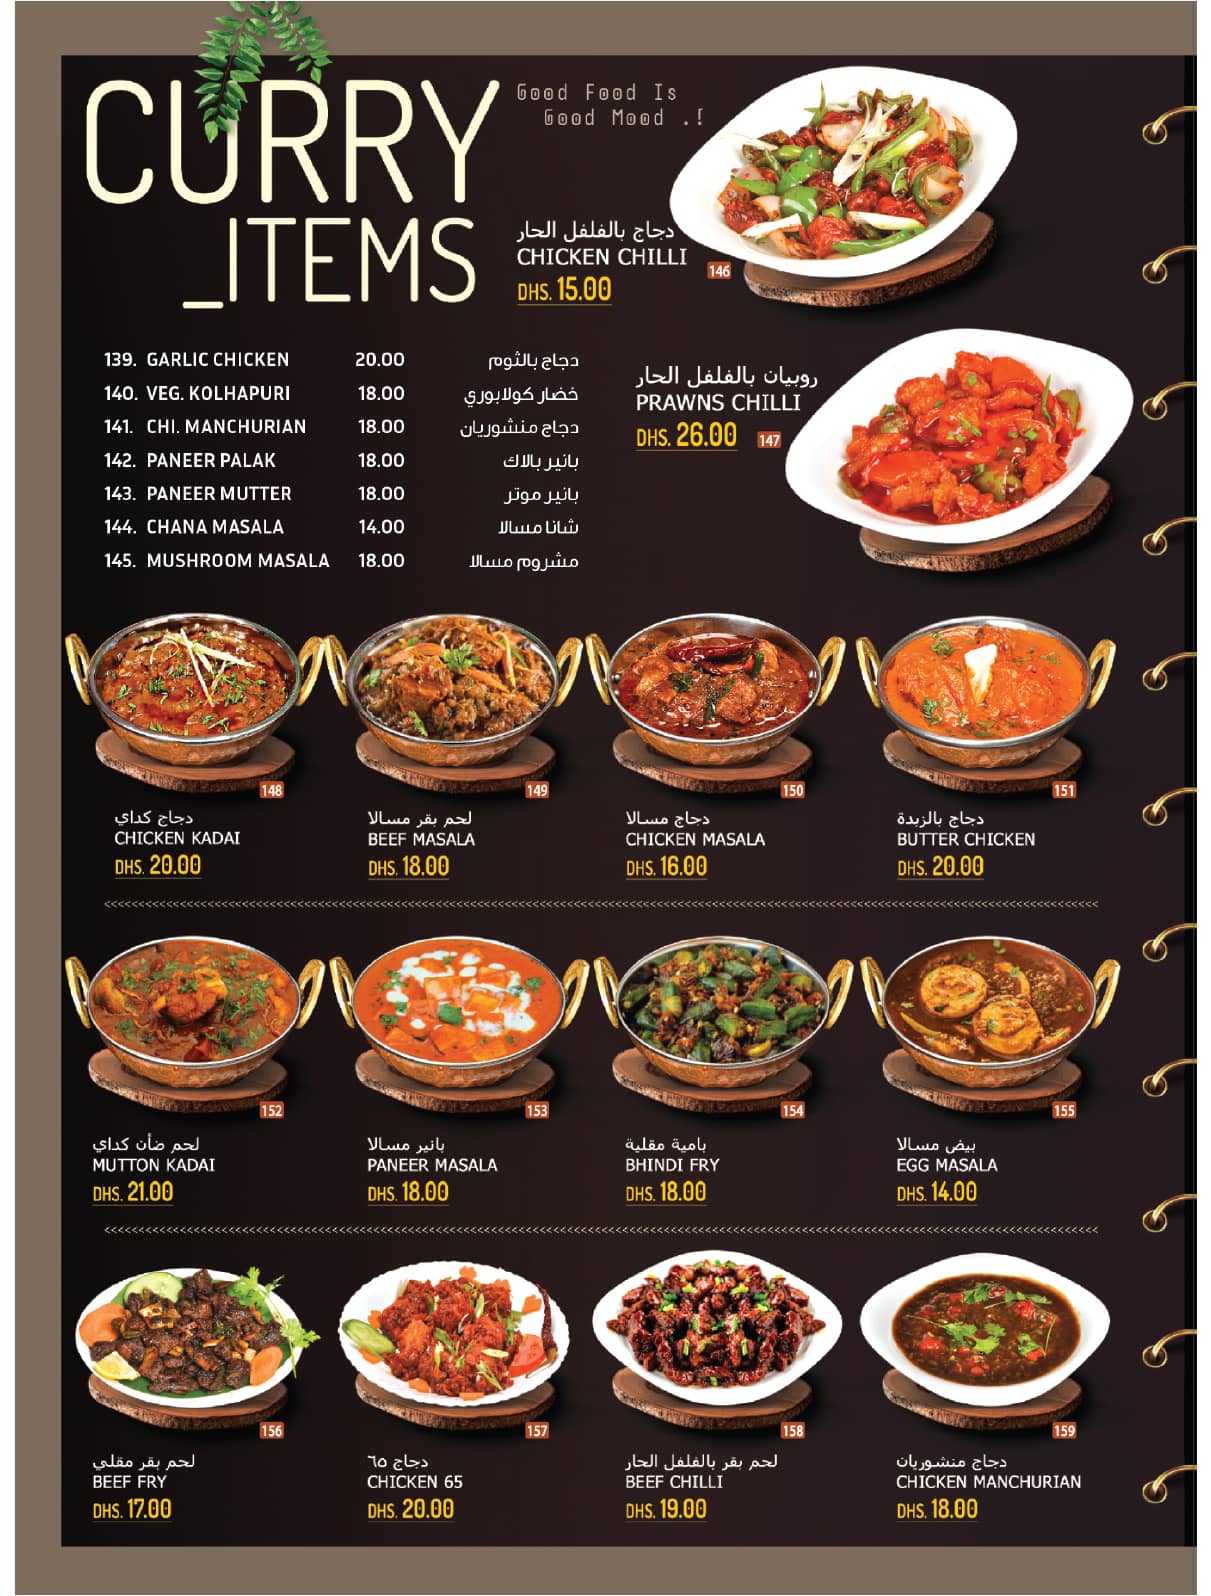 CURRY
_ITEMS
Good Food Is
Good Mood .!
دجاج بالفلفل الحار
CHICKEN CHILLI
DHS. 15.00
146
139. GARLIC CHICKEN 20.00 دجاج بالثوم
140. VEG. KOLHAPURI 18.00 خضار كولابوري
141. CHI. MANCHURIAN 18.00 دجاج منشوريان
142. PANEER PALAK 18.00 بانير بالاك
143. PANEER MUTTER 18.00 بانير موتر
144. CHANA MASALA 14.00 شانا مسالا
145. MUSHROOM MASALA 18.00 مشروم مسالا
روبيان بالفلفل الحار
PRAWNS CHILLI
DHS. 26.00
147
148
دجاج كداي
CHICKEN KADAI
DHS. 20.00
149
لحم بقر مسالا
BEEF MASALA
DHS. 18.00
150
دجاج مسالا
CHICKEN MASALA
DHS. 16.00
151
دجاج بالزبدة
BUTTER CHICKEN
DHS. 20.00
152
لحم ضأن كداي
MUTTON KADAI
DHS. 21.00
153
بانير مسالا
PANEER MASALA
DHS. 18.00
154
بامية مقلية
BHINDI FRY
DHS. 18.00
155
بيض مسالا
EGG MASALA
DHS. 14.00
156
لحم بقر مقلي
BEEF FRY
DHS. 17.00
157
دجاج ٦٥
CHICKEN 65
DHS. 20.00
158
لحم بقر بالفلفل الحار
BEEF CHILLI
DHS. 19.00
159
دجاج منشوريان
CHICKEN MANCHURIAN
DHS. 18.00